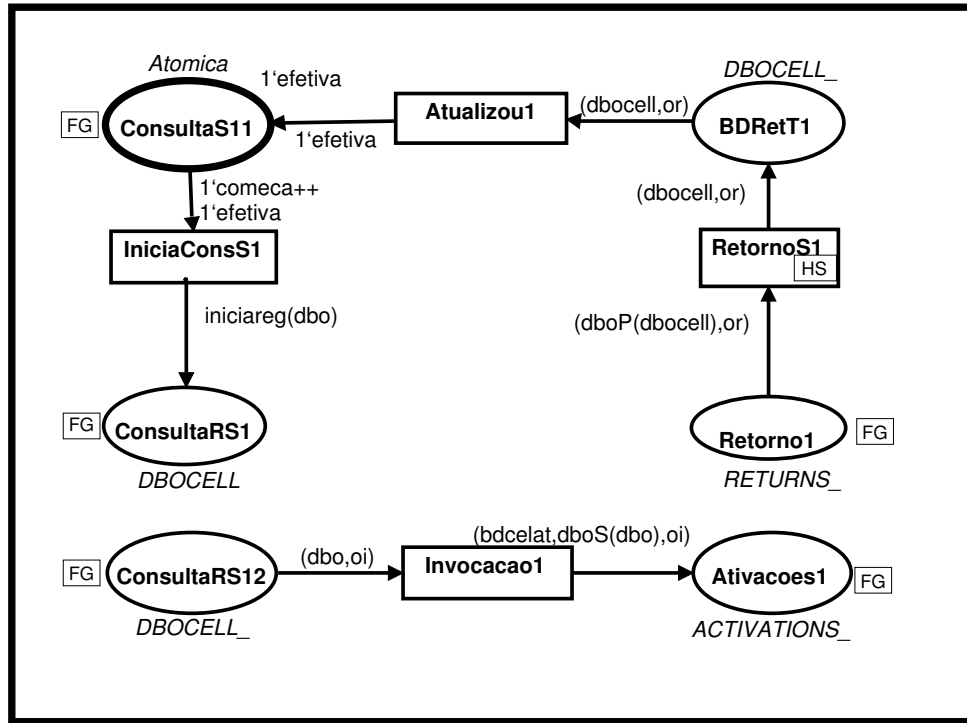 Atomica
1‘efetiva
FG
ConsultaS11
1‘efetiva
Atualizou1
(dbocell,or)
DBOCELL_
BDRetT1
1‘comeca++
1‘efetiva
(dbocell,or)
IniciaConsS1
RetornoS1
HS
iniciareg(dbo)
(dboP(dbocell),or)
FG
ConsultaRS1
DBOCELL
Retorno1
FG
RETURNS_
FG
ConsultaRS12
DBOCELL_
(dbo,oi)
Invocacao1
(bdcelat,dboS(dbo),oi)
Ativacoes1
FG
ACTIVATIONS_